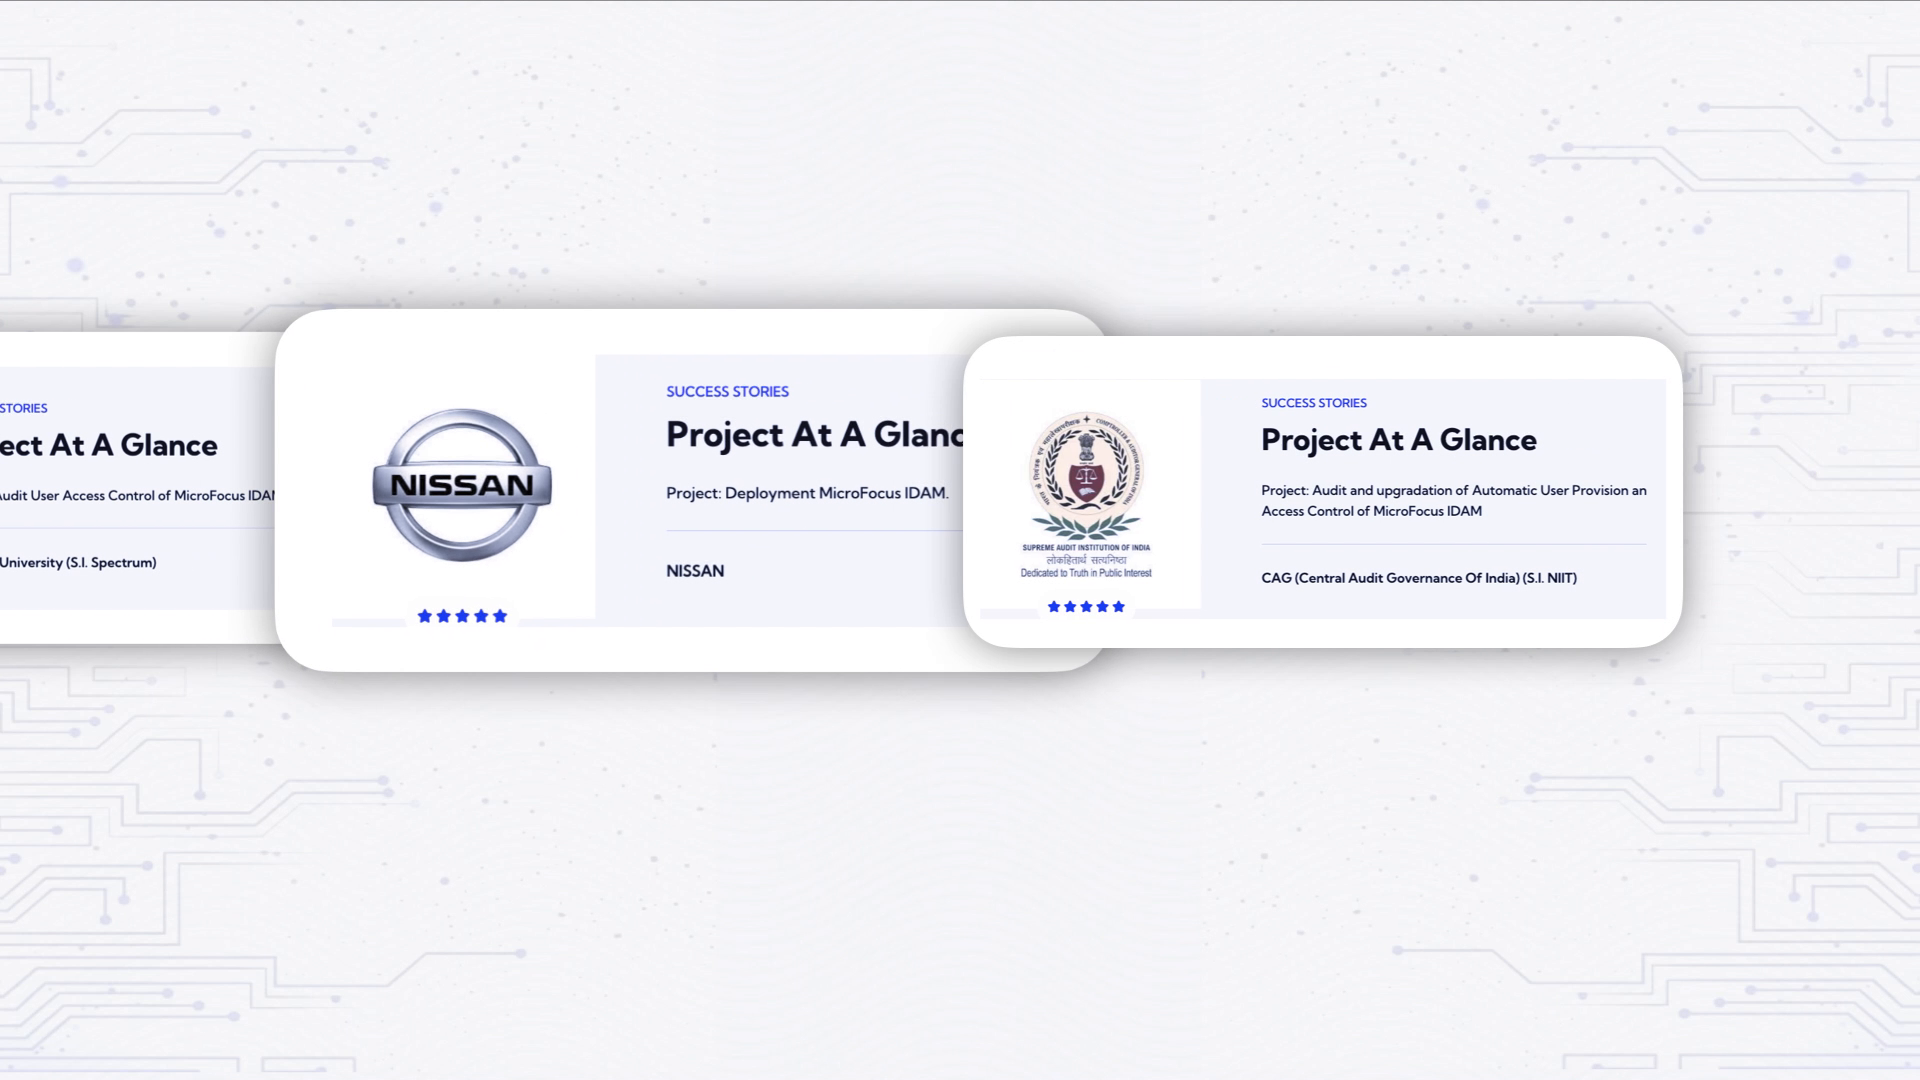 STORIES
ect At A Glance
Audit User Access Control of MicroFocus IDAM
University (S.I. Spectrum)
NISSAN
SUCCESS STORIES
Project At A Glanc
Project: Deployment MicroFocus IDAM.
NISSAN
SUPREME AUDIT INSTITUTION OF INDIA
लोकहितार्थ सत्यनिष्ठा
Dedicated to Truth in Public Interest
SUCCESS STORIES
Project At A Glance
Project: Audit and upgradation of Automatic User Provision an
Access Control of MicroFocus IDAM
CAG (Central Audit Governance Of India) (S.I. NIIT)